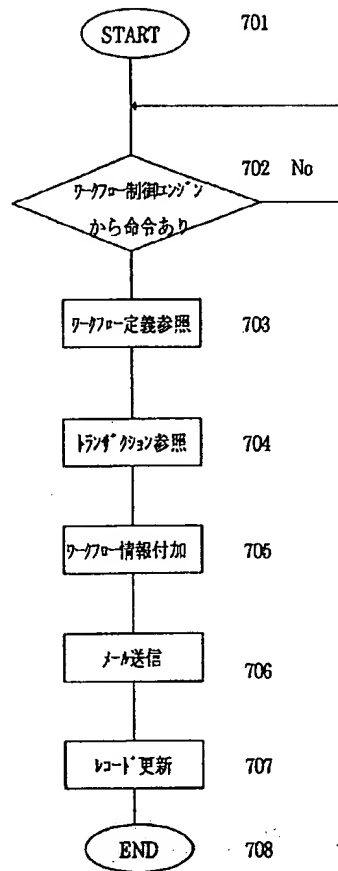 START 701
702 No
ワークフロー制御エンジン
から命令あり
ワークフロー定義参照 703
トランザクション参照 704
ワークフロー情報付加 705
メール送信 706
レコード更新 707
END 708